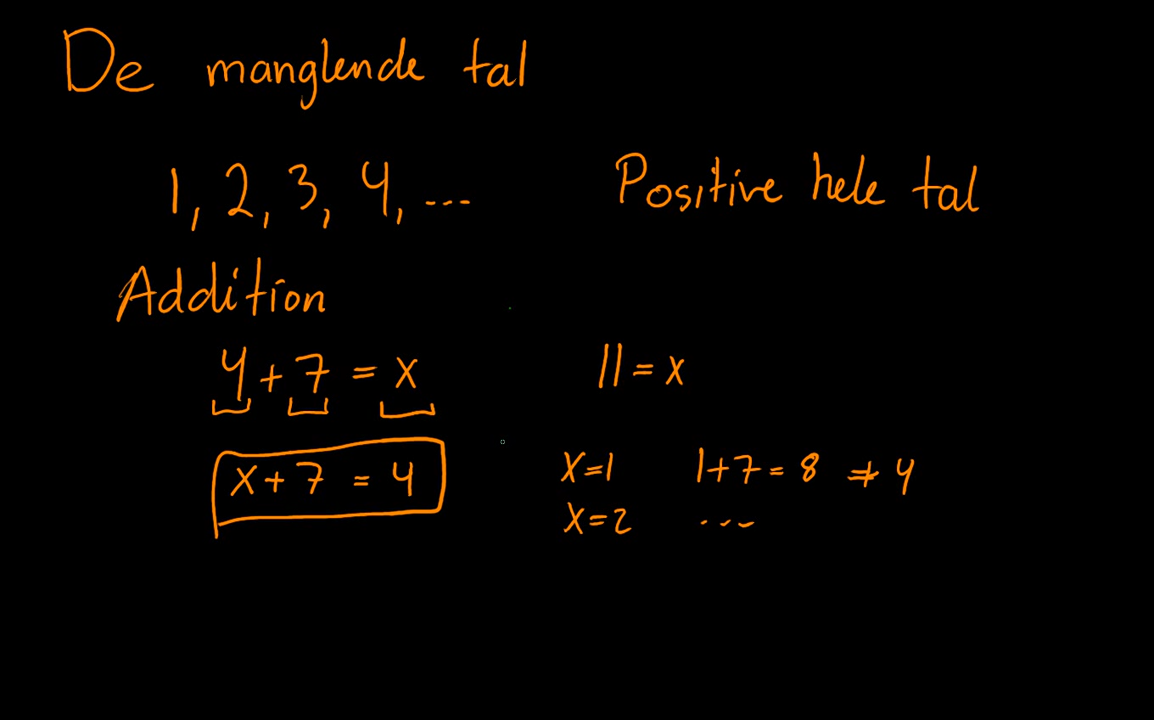 De manglende tal
1, 2, 3, 4, ... Positive hele tal
Addition
4 + 7 = x 11 = x
x + 7 = 4 x = 1 1 + 7 = 8 ≠ 4
x = 2 ...